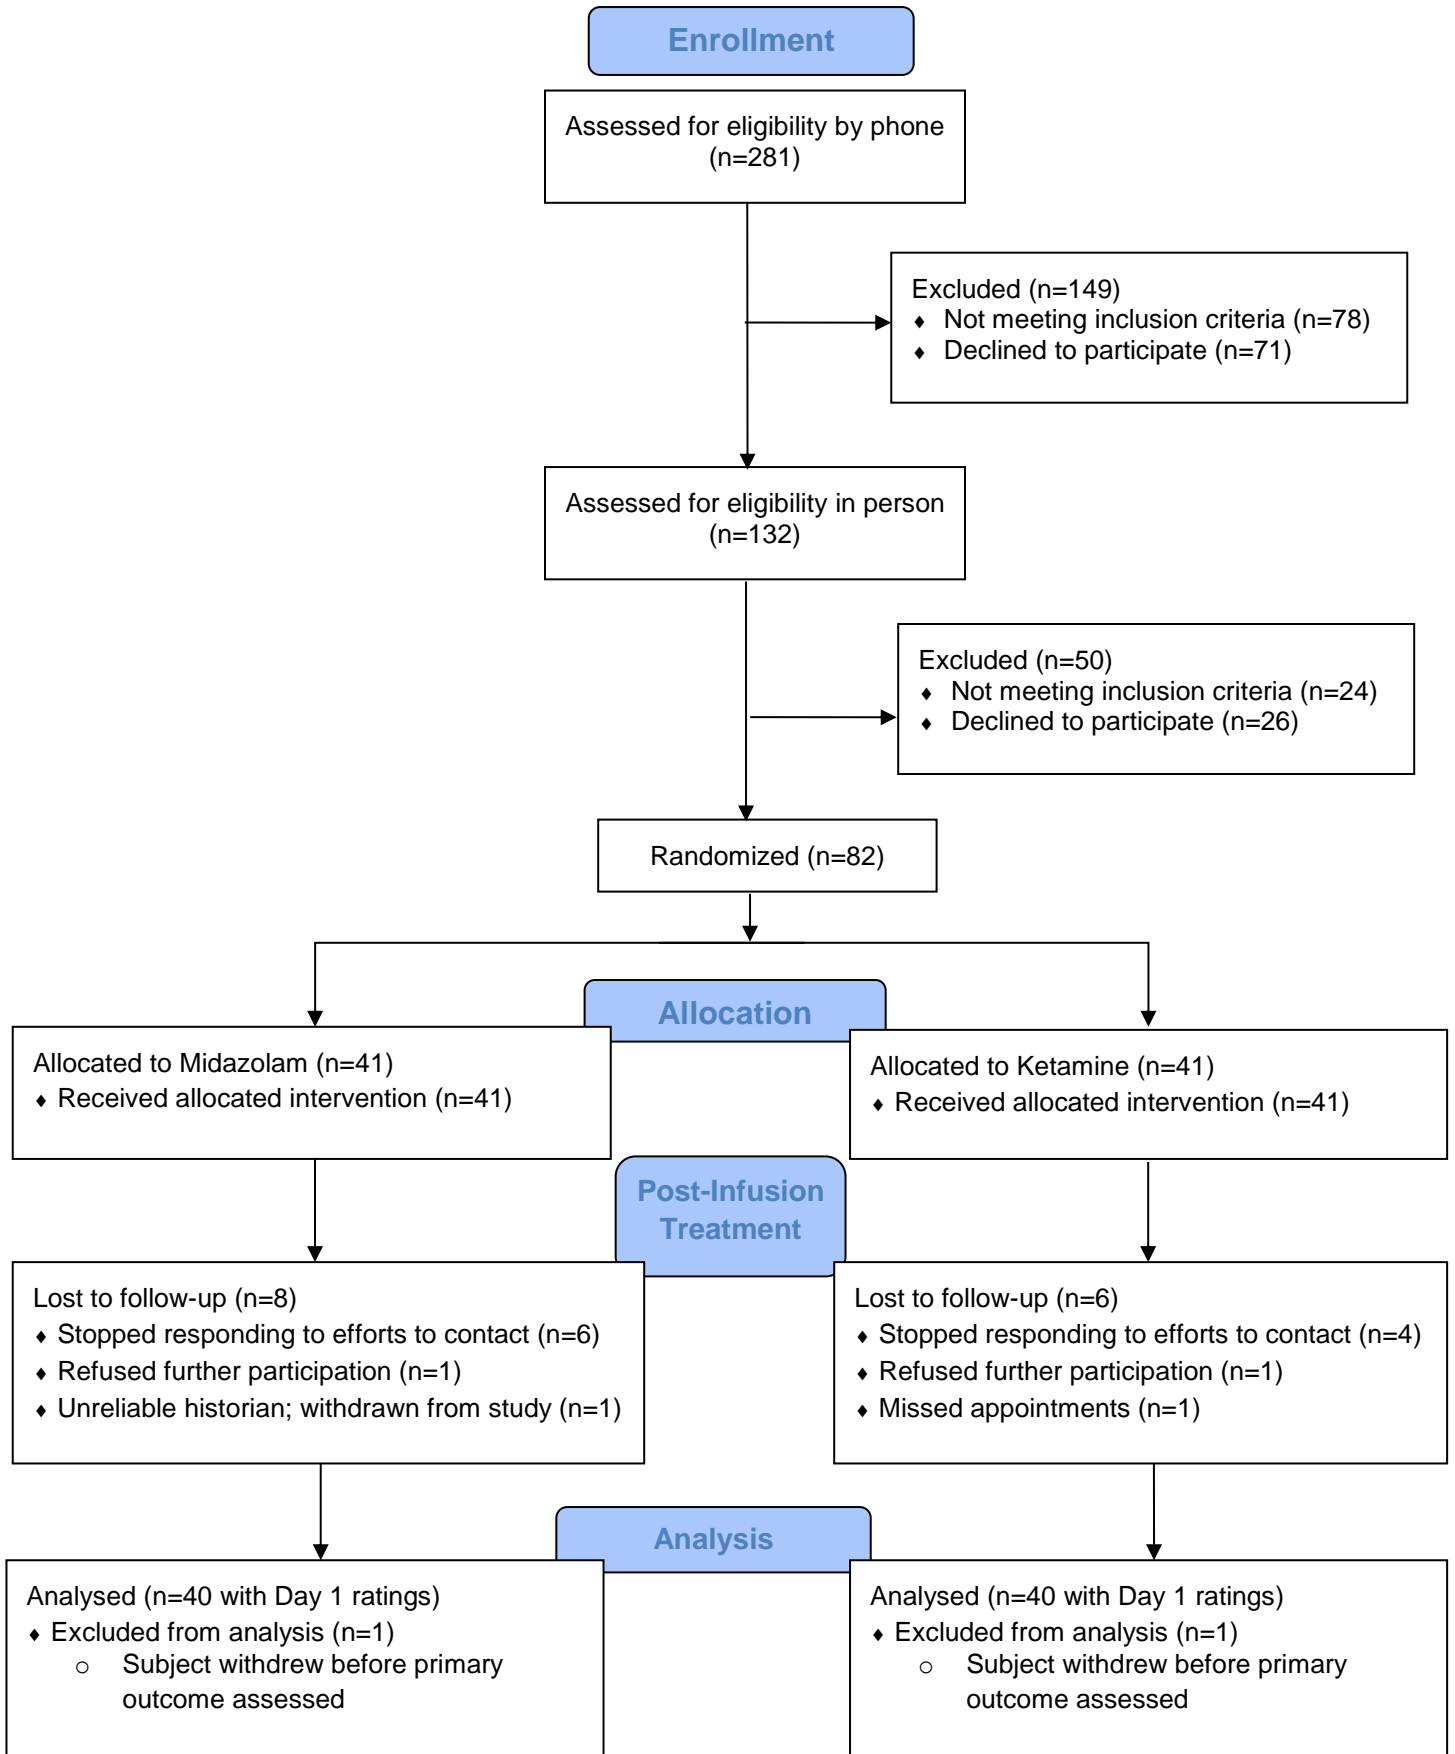 Enrollment
Assessed for eligibility by phone
(n=281)
Excluded (n=149)
♦ Not meeting inclusion criteria (n=78)
♦ Declined to participate (n=71)
Assessed for eligibility in person
(n=132)
Excluded (n=50)
♦ Not meeting inclusion criteria (n=24)
♦ Declined to participate (n=26)
Randomized (n=82)
Allocation
Allocated to Midazolam (n=41)
♦ Received allocated intervention (n=41)
Allocated to Ketamine (n=41)
♦ Received allocated intervention (n=41)
Post-Infusion
Treatment
Lost to follow-up (n=8)
♦ Stopped responding to efforts to contact (n=6)
♦ Refused further participation (n=1)
♦ Unreliable historian; withdrawn from study (n=1)
Lost to follow-up (n=6)
♦ Stopped responding to efforts to contact (n=4)
♦ Refused further participation (n=1)
♦ Missed appointments (n=1)
Analysis
Analysed (n=40 with Day 1 ratings)
♦ Excluded from analysis (n=1)
o Subject withdrew before primary
outcome assessed
Analysed (n=40 with Day 1 ratings)
♦ Excluded from analysis (n=1)
o Subject withdrew before primary
outcome assessed